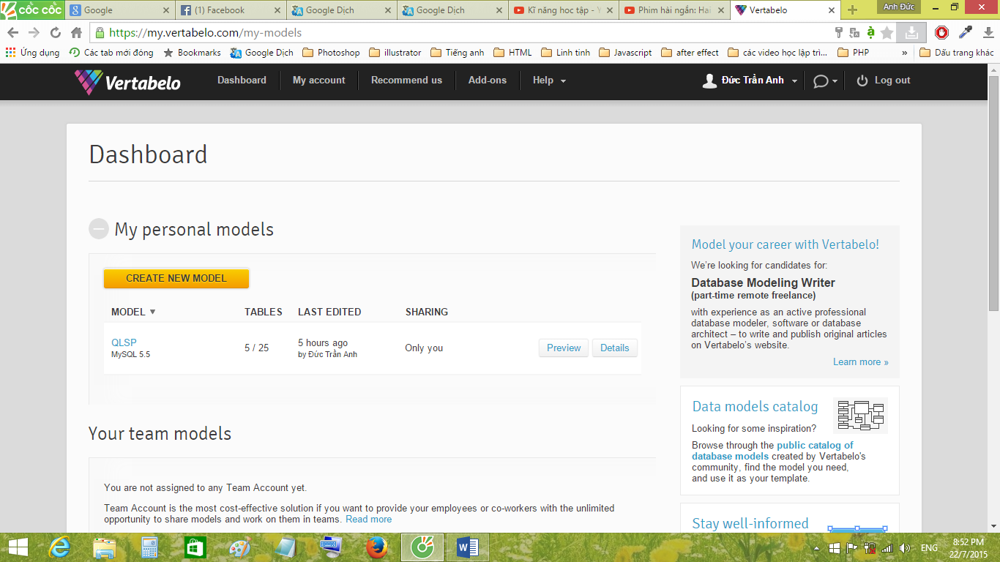 cốc cốc
Google
(1) Facebook
Google Dịch
Google Dịch
Kĩ năng học tập - Y
Phim hài ngắn: Hai
Vertabelo
Anh Đức
https://my.vertabelo.com/my-models
Ứng dụng
Các tab mới đóng
Bookmarks
Google Dịch
Photoshop
illustrator
Tiếng anh
HTML
Linh tinh
Javascript
after effect
các video học lập trì...
PHP
»
Dấu trang khác
Vertabelo
Dashboard
My account
Recommend us
Add-ons
Help
Đức Trần Anh
Log out
Dashboard
My personal models
CREATE NEW MODEL
MODEL TABLES LAST EDITED SHARING
QLSP
MySQL 5.5
5 / 25
5 hours ago
by Đức Trần Anh
Only you
Preview
Details
Your team models
You are not assigned to any Team Account yet.
Team Account is the most cost-effective solution if you want to provide your employees or co-workers with the unlimited
opportunity to share models and work on them in teams. Read more
Model your career with Vertabelo!
We're looking for candidates for:
Database Modeling Writer
(part-time remote freelance)
with experience as an active professional
database modeler, software or database
architect – to write and publish original articles
on Vertabelo's website.
Learn more »
Data models catalog
Looking for some inspiration?
Browse through the public catalog of
database models created by Vertabelo's
community, find the model you need,
and use it as your template.
Stay well-informed
ENG
8:52 PM
22/7/2015